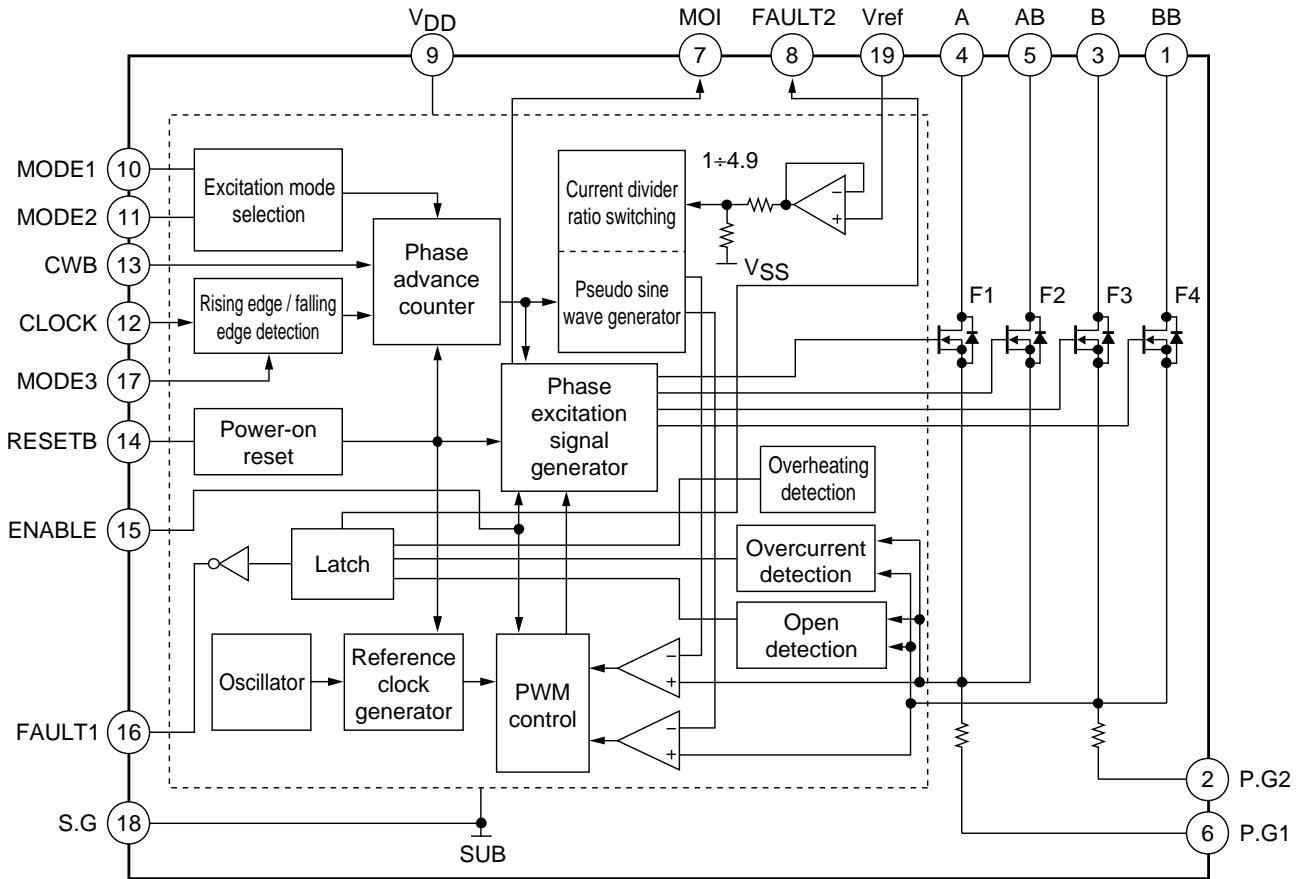 VDD
MOI
FAULT2
Vref
A
AB
B
BB
9
7
8
19
4
5
3
1
MODE1
10
MODE2
11
CWB
13
CLOCK
12
MODE3
17
RESETB
14
ENABLE
15
FAULT1
16
S.G
18
Excitation mode
selection
Rising edge / falling
edge detection
Power-on
reset
Phase
advance
counter
Current divider
ratio switching
Pseudo sine
wave generator
1÷4.9
−
+
VSS
F1
F2
F3
F4
Phase
excitation
signal
generator
Overheating
detection
Latch
Overcurrent
detection
Open
detection
Oscillator
Reference
clock
generator
PWM
control
−
+
−
+
2
P.G2
6
P.G1
SUB